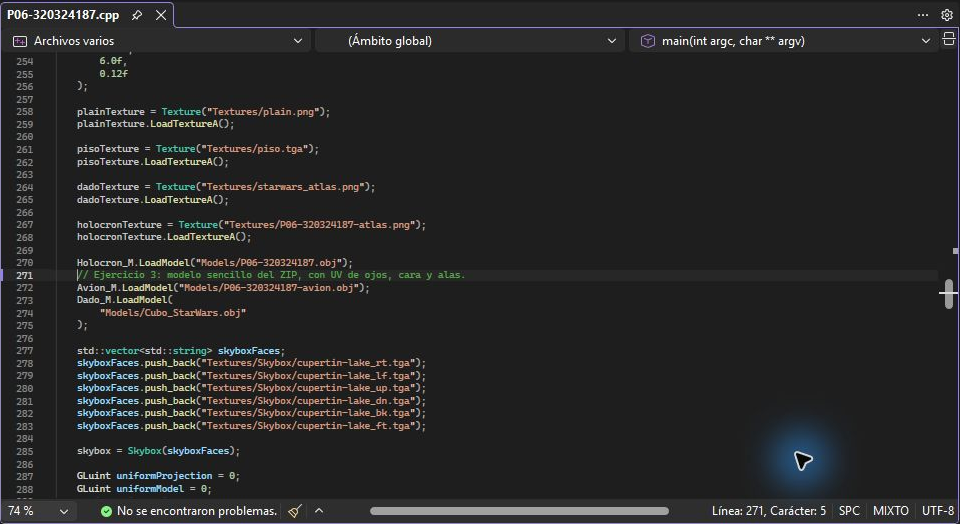 P06-320324187.cpp
Archivos varios (Ámbito global) main(int argc, char ** argv)
254 6.0f,
255 0.12f
256 );
257
258 plainTexture = Texture("Textures/plain.png");
259 plainTexture.LoadTextureA();
260
261 pisoTexture = Texture("Textures/piso.tga");
262 pisoTexture.LoadTextureA();
263
264 dadoTexture = Texture("Textures/starwars_atlas.png");
265 dadoTexture.LoadTextureA();
266
267 holocronTexture = Texture("Textures/P06-320324187-atlas.png");
268 holocronTexture.LoadTextureA();
269
270 Holocron_M.LoadModel("Models/P06-320324187.obj");
271 // Ejercicio 3: modelo sencillo del ZIP, con UV de ojos, cara y alas.
272 Avion_M.LoadModel("Models/P06-320324187-avion.obj");
273 Dado_M.LoadModel(
274 "Models/Cubo_StarWars.obj"
275 );
276
277 std::vector<std::string> skyboxFaces;
278 skyboxFaces.push_back("Textures/Skybox/cupertin-lake_rt.tga");
279 skyboxFaces.push_back("Textures/Skybox/cupertin-lake_lf.tga");
280 skyboxFaces.push_back("Textures/Skybox/cupertin-lake_up.tga");
281 skyboxFaces.push_back("Textures/Skybox/cupertin-lake_dn.tga");
282 skyboxFaces.push_back("Textures/Skybox/cupertin-lake_bk.tga");
283 skyboxFaces.push_back("Textures/Skybox/cupertin-lake_ft.tga");
284
285 skybox = Skybox(skyboxFaces);
286
287 GLuint uniformProjection = 0;
288 GLuint uniformModel = 0;
74 % No se encontraron problemas. Línea: 271, Carácter: 5 SPC MIXTO UTF-8